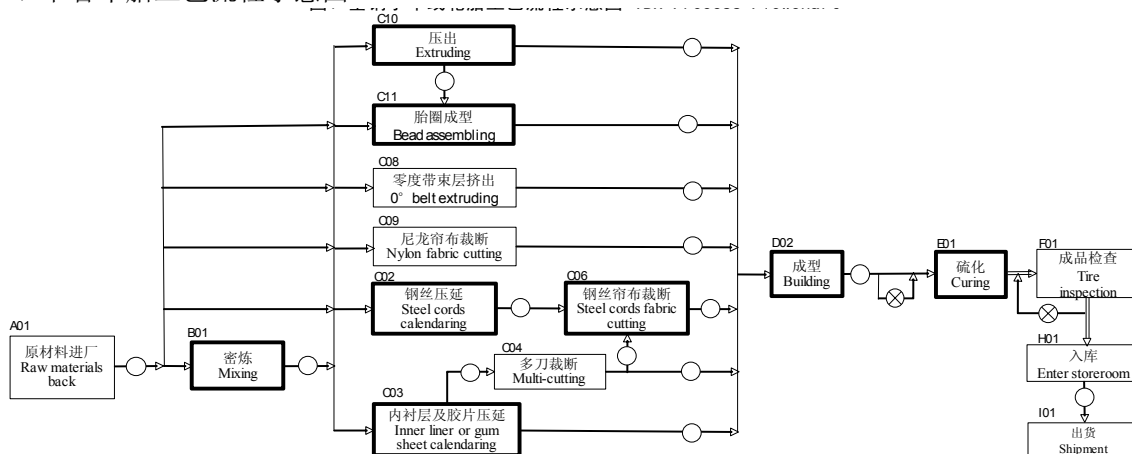 C10
压出
Extruding
C11
胎圈成型
Bead assembling
C08
零度带束层挤出
0° belt extruding
C09
尼龙帘布裁断
Nylon fabric cutting
C02
钢丝压延
Steel cords
calendaring
C06
钢丝帘布裁断
Steel cords fabric
cutting
C04
多刀裁断
Multi-cutting
C03
内衬层及胶片压延
Inner liner or gum
sheet calendaring
A01
原材料进厂
Raw materials
back
B01
密炼
Mixing
D02
成型
Building
E01
硫化
Curing
F01
成品检查
Tire
inspection
H01
入库
Enter storeroom
I01
出货
Shipment